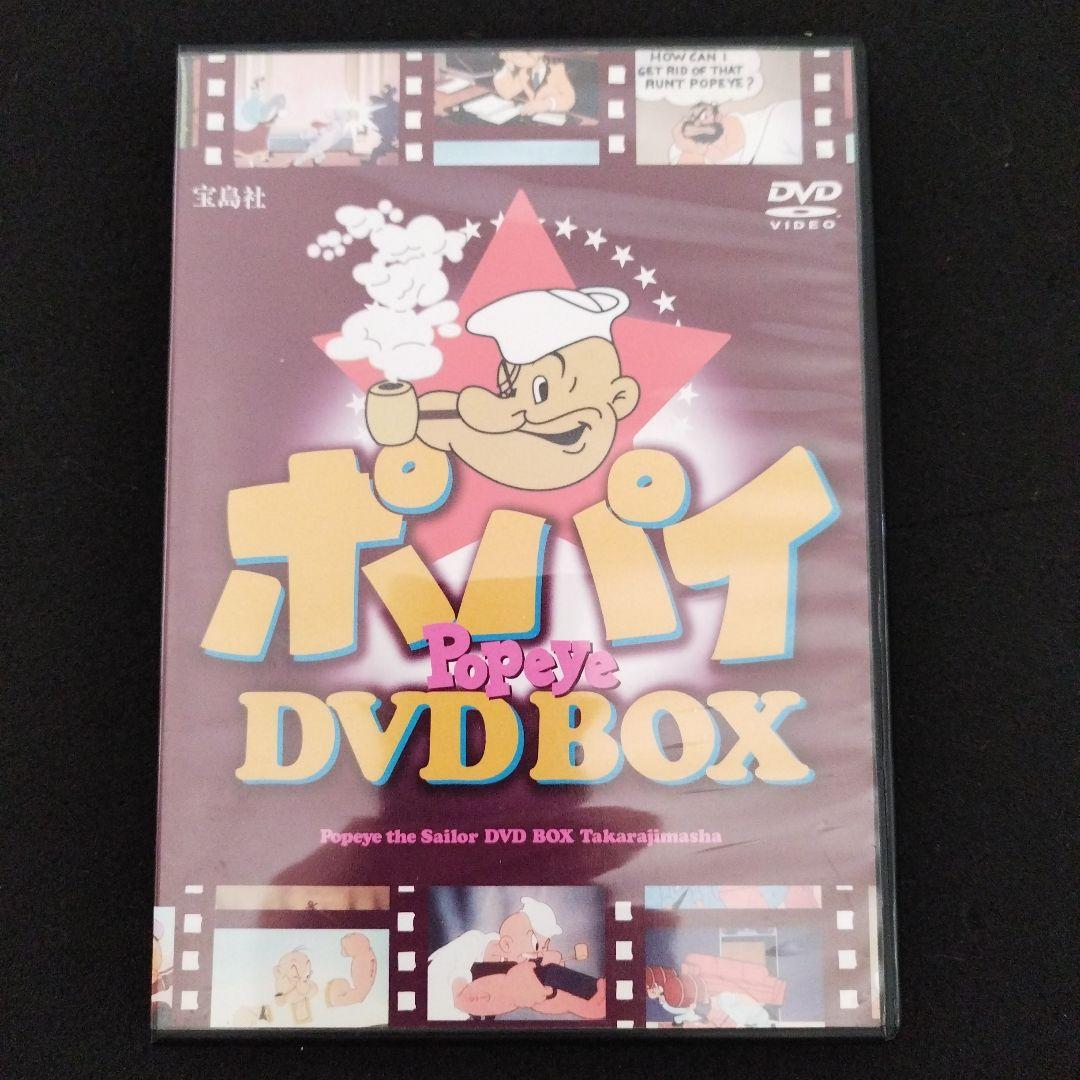 HOW CAN I
GET RID OF THAT
RUNT POPEYE?
宝島社
DVD
VIDEO
ポパイ
Popeye
DVD BOX
Popeye the Sailor DVD BOX Takarajimasha